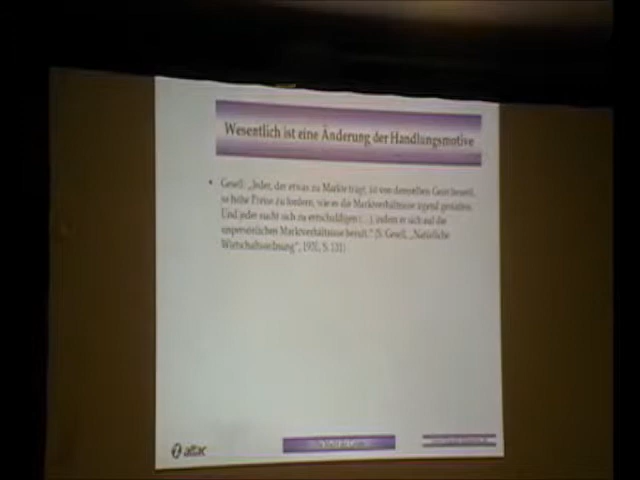 Wesentlich ist eine Änderung der Handlungsmotive
• Gesell: „Jeder, der etwas zu Markte trägt, ist von demselben Geist beseelt,
so hohe Preise zu fordern, wie es die Marktverhältnisse irgend gestatten.
Und jeder sucht sich zu entschuldigen (...), indem er sich auf die
unpersönlichen Marktverhältnisse beruft." (S. Gesell, „Natürliche
Wirtschaftsordnung", 1931, S. 131)
attac